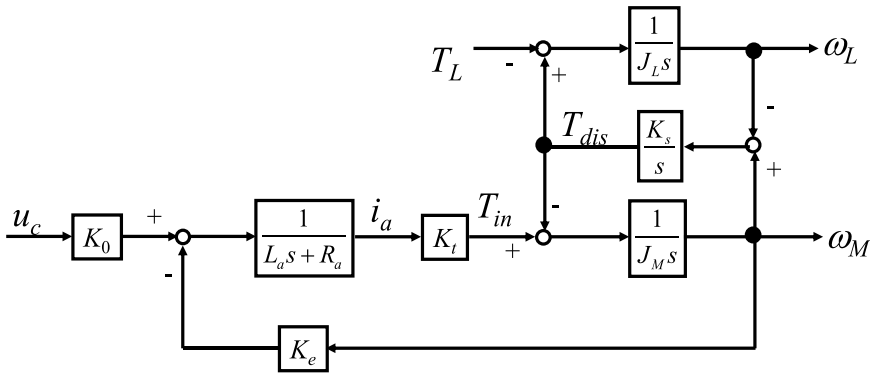 T_L
-
+
1
J_L s
ω_L
-
T_dis
K_s
s
+
-
u_c
K_0
+
-
1
L_a s + R_a
i_a
K_t
T_in
+
1
J_M s
ω_M
K_e